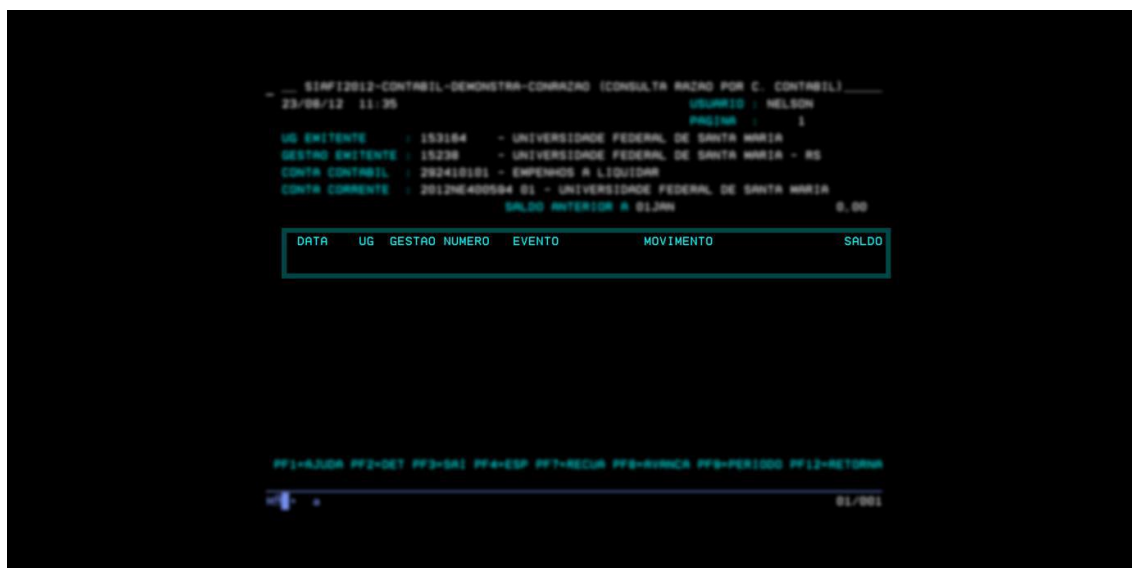 __ SIAFI2012-CONTABIL-DEMONSTRA-CONRAZAO (CONSULTA RAZAO POR C. CONTABIL)_____
23/08/12 11:35 USUARIO : NELSON
PAGINA : 1
UG EMITENTE : 153164 - UNIVERSIDADE FEDERAL DE SANTA MARIA
GESTAO EMITENTE : 15238 - UNIVERSIDADE FEDERAL DE SANTA MARIA - RS
CONTA CONTABIL : 292410101 - EMPENHOS A LIQUIDAR
CONTA CORRENTE : 2012NE400584 01 - UNIVERSIDADE FEDERAL DE SANTA MARIA
SALDO ANTERIOR A 01JAN 0,00
DATA UG GESTAO NUMERO EVENTO MOVIMENTO SALDO
PF1=AJUDA PF2=DET PF3=SAI PF4=ESP PF7=RECUA PF8=AVANCA PF9=PERIODO PF12=RETORNA
a 01/001